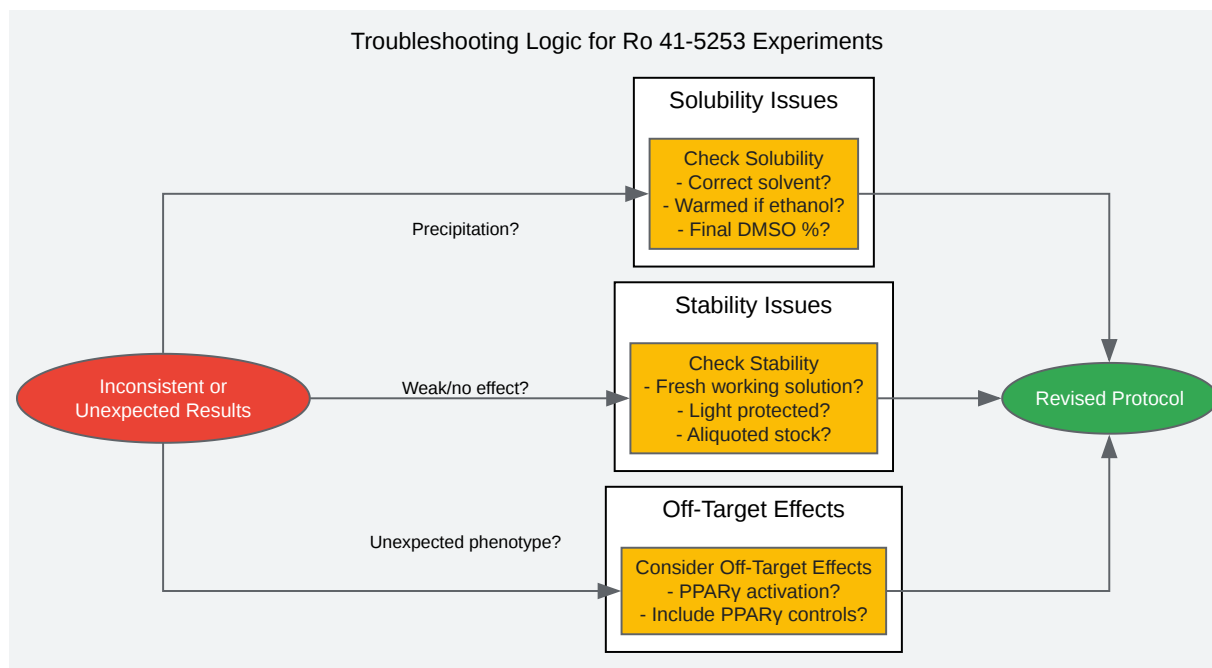 Troubleshooting Logic for Ro 41-5253 Experiments
Solubility Issues
Check Solubility
- Correct solvent?
- Warmed if ethanol?
- Final DMSO %?
Precipitation?
Stability Issues
Check Stability
- Fresh working solution?
- Light protected?
- Aliquoted stock?
Weak/no effect?
Inconsistent or
Unexpected Results
Revised Protocol
Off-Target Effects
Unexpected phenotype?
Consider Off-Target Effects
- PPARγ activation?
- Include PPARγ controls?